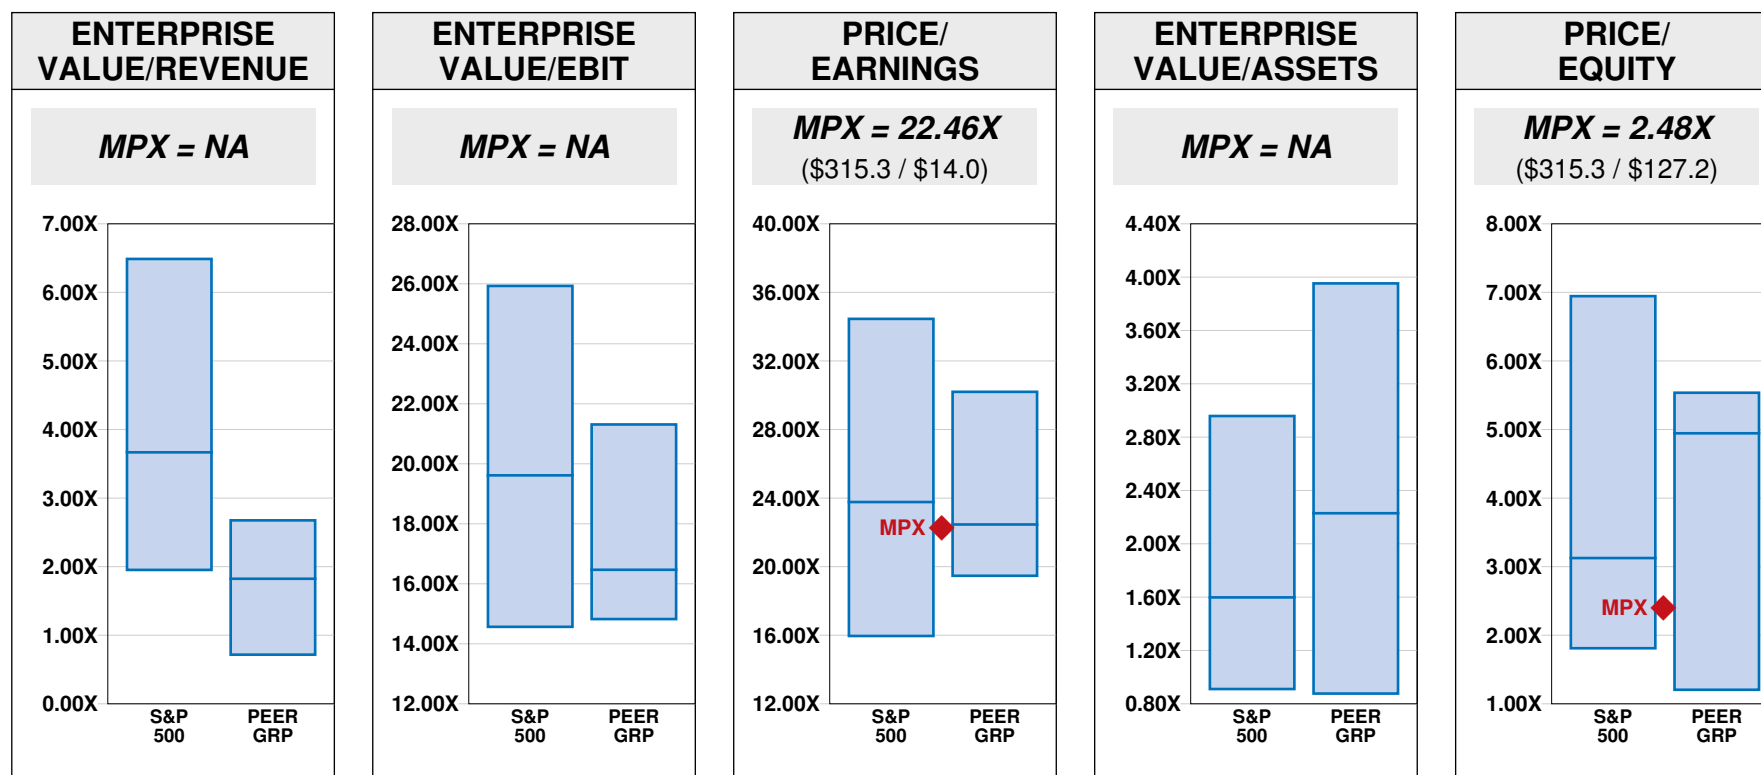 ENTERPRISE
VALUE/REVENUE
MPX = NA
7.00X
6.00X
5.00X
4.00X
3.00X
2.00X
1.00X
0.00X
S&P
500
PEER
GRP
ENTERPRISE
VALUE/EBIT
MPX = NA
28.00X
26.00X
24.00X
22.00X
20.00X
18.00X
16.00X
14.00X
12.00X
S&P
500
PEER
GRP
PRICE/
EARNINGS
MPX = 22.46X
($315.3 / $14.0)
40.00X
36.00X
32.00X
28.00X
24.00X
MPX
20.00X
16.00X
12.00X
S&P
500
PEER
GRP
ENTERPRISE
VALUE/ASSETS
MPX = NA
4.40X
4.00X
3.60X
3.20X
2.80X
2.40X
2.00X
1.60X
1.20X
0.80X
S&P
500
PEER
GRP
PRICE/
EQUITY
MPX = 2.48X
($315.3 / $127.2)
8.00X
7.00X
6.00X
5.00X
4.00X
3.00X
MPX
2.00X
1.00X
S&P
500
PEER
GRP